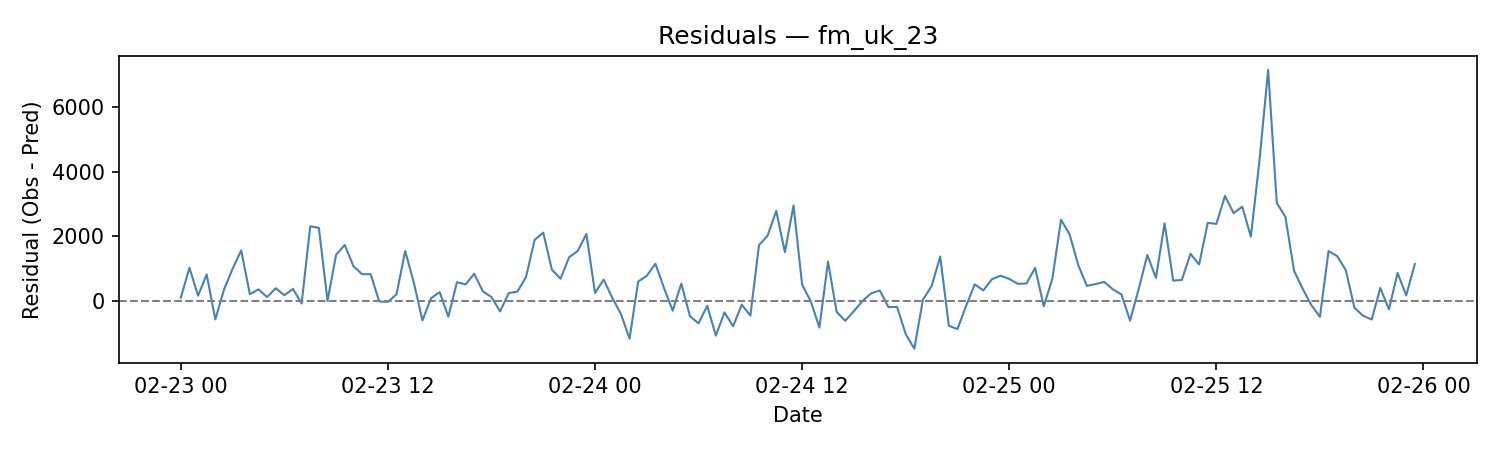 Residuals — fm_uk_23
Residual (Obs - Pred)
6000
4000
2000
0
02-23 00 02-23 12 02-24 00 02-24 12 02-25 00 02-25 12 02-26 00
Date